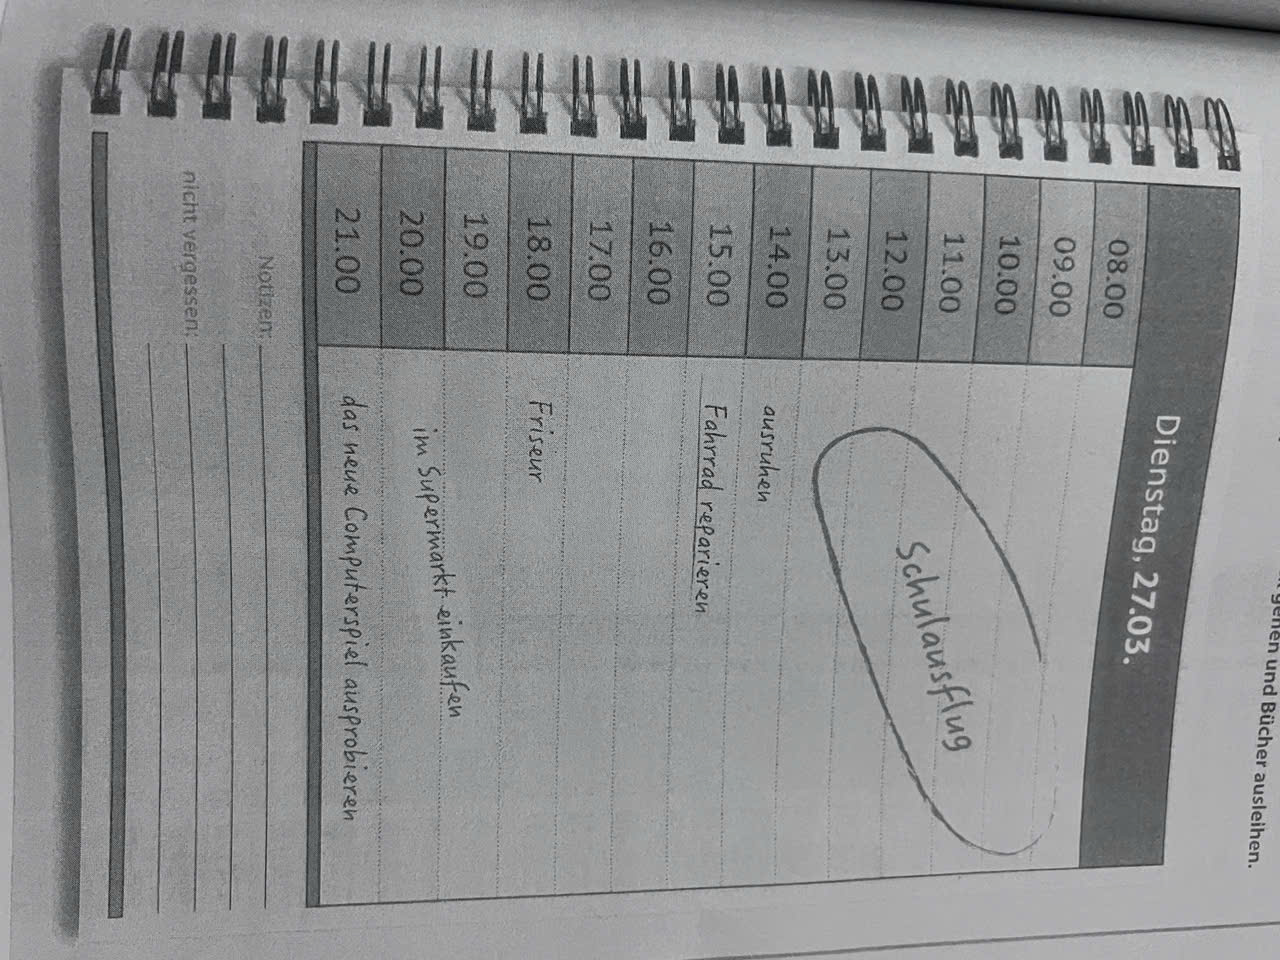 gehen und Bücher ausleihen.
Dienstag, 27.03.
08.00
09.00
10.00
11.00
Schulausflug
12.00
13.00
14.00 ausruhen
15.00 Fahrrad reparieren
16.00
17.00
18.00 Friseur
19.00
20.00 im Supermarkt einkaufen
21.00 das neue Computerspiel ausprobieren
Notizen:
nicht vergessen: